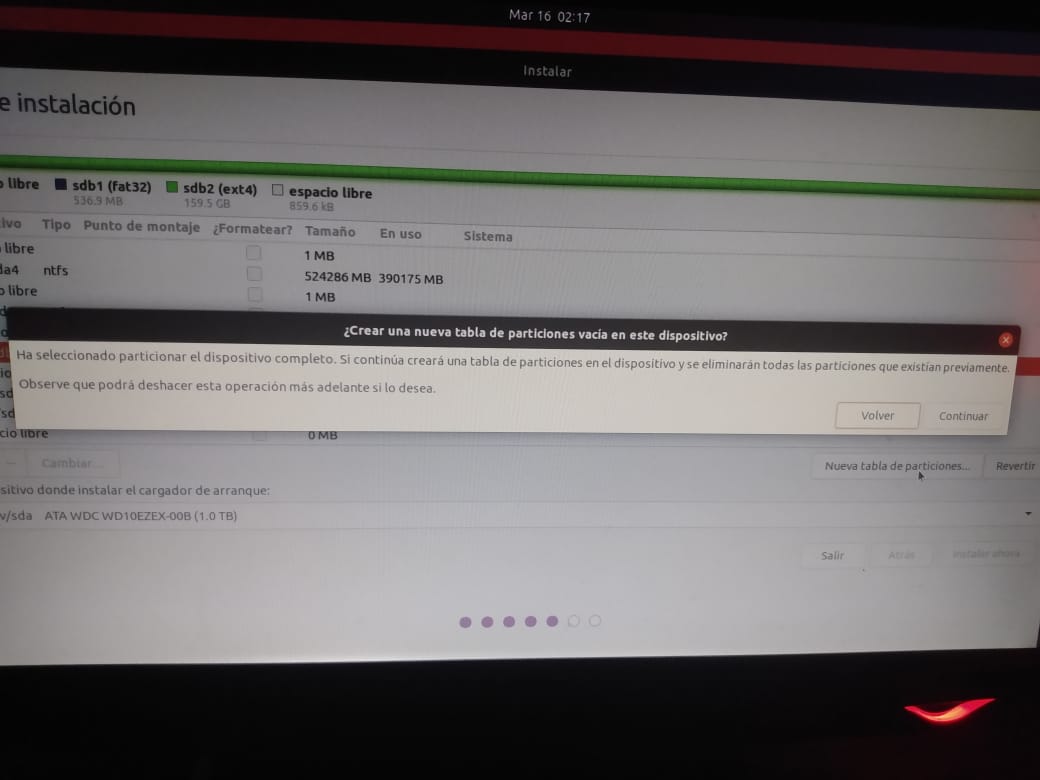 Mar 16 02:17
Instalar
e instalación
libre sdb1 (fat32) sdb2 (ext4) espacio libre
536.9 MB 159.5 GB 859.6 kB
Tipo Punto de montaje ¿Formatear? Tamaño En uso Sistema
libre 1 MB
da4 ntfs 524286 MB 390175 MB
libre 1 MB
¿Crear una nueva tabla de particiones vacía en este dispositivo?
Ha seleccionado particionar el dispositivo completo. Si continúa creará una tabla de particiones en el dispositivo y se eliminarán todas las particiones que existían previamente.
Observe que podrá deshacer esta operación más adelante si lo desea.
Volver Continuar
cio libre 0 MB
Cambiar... Nueva tabla de particiones... Revertir
sitivo donde instalar el cargador de arranque:
v/sda ATA WDC WD10EZEX-00B (1.0 TB)
Salir Atrás Instalar ahora